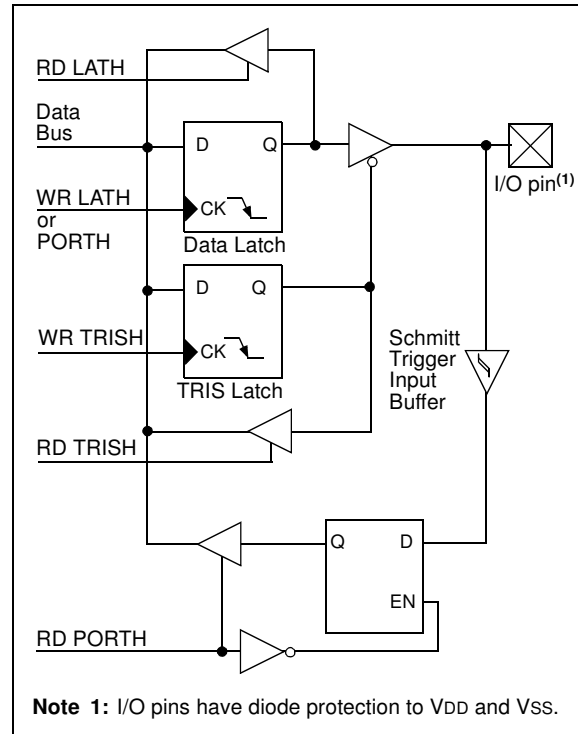 RD LATH
Data
Bus
D Q
I/O pin(1)
WR LATH
or
PORTH
CK
Data Latch
D Q
WR TRISH
CK
TRIS Latch
Schmitt
Trigger
Input
Buffer
RD TRISH
Q D
EN
RD PORTH
Note 1: I/O pins have diode protection to VDD and VSS.